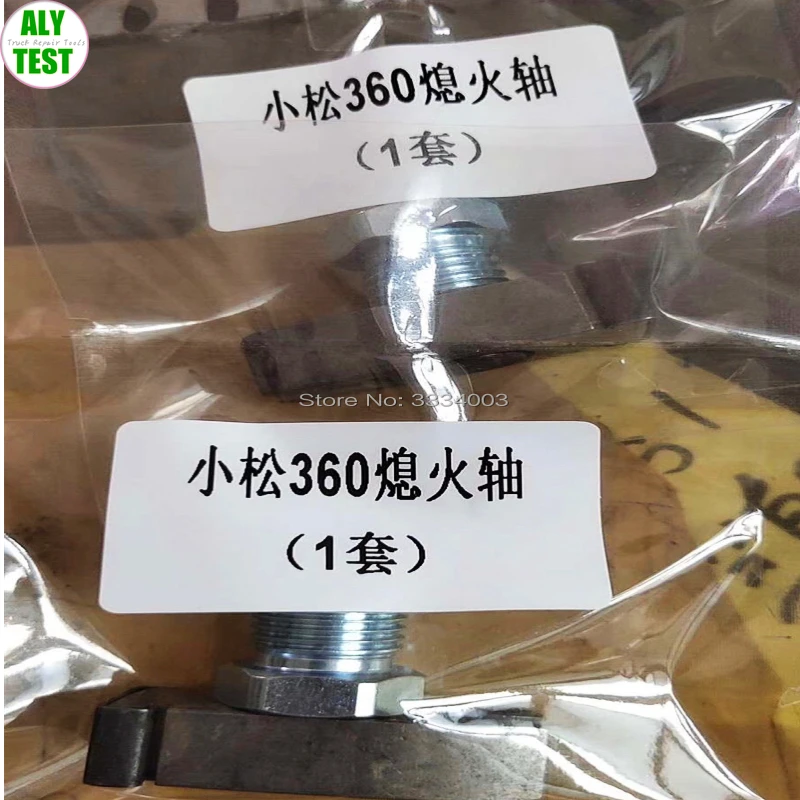 ALY
Truck Repair Tools
TEST
小松360熄火轴
（1套）
Store No: 3334003
小松360熄火轴
（1套）